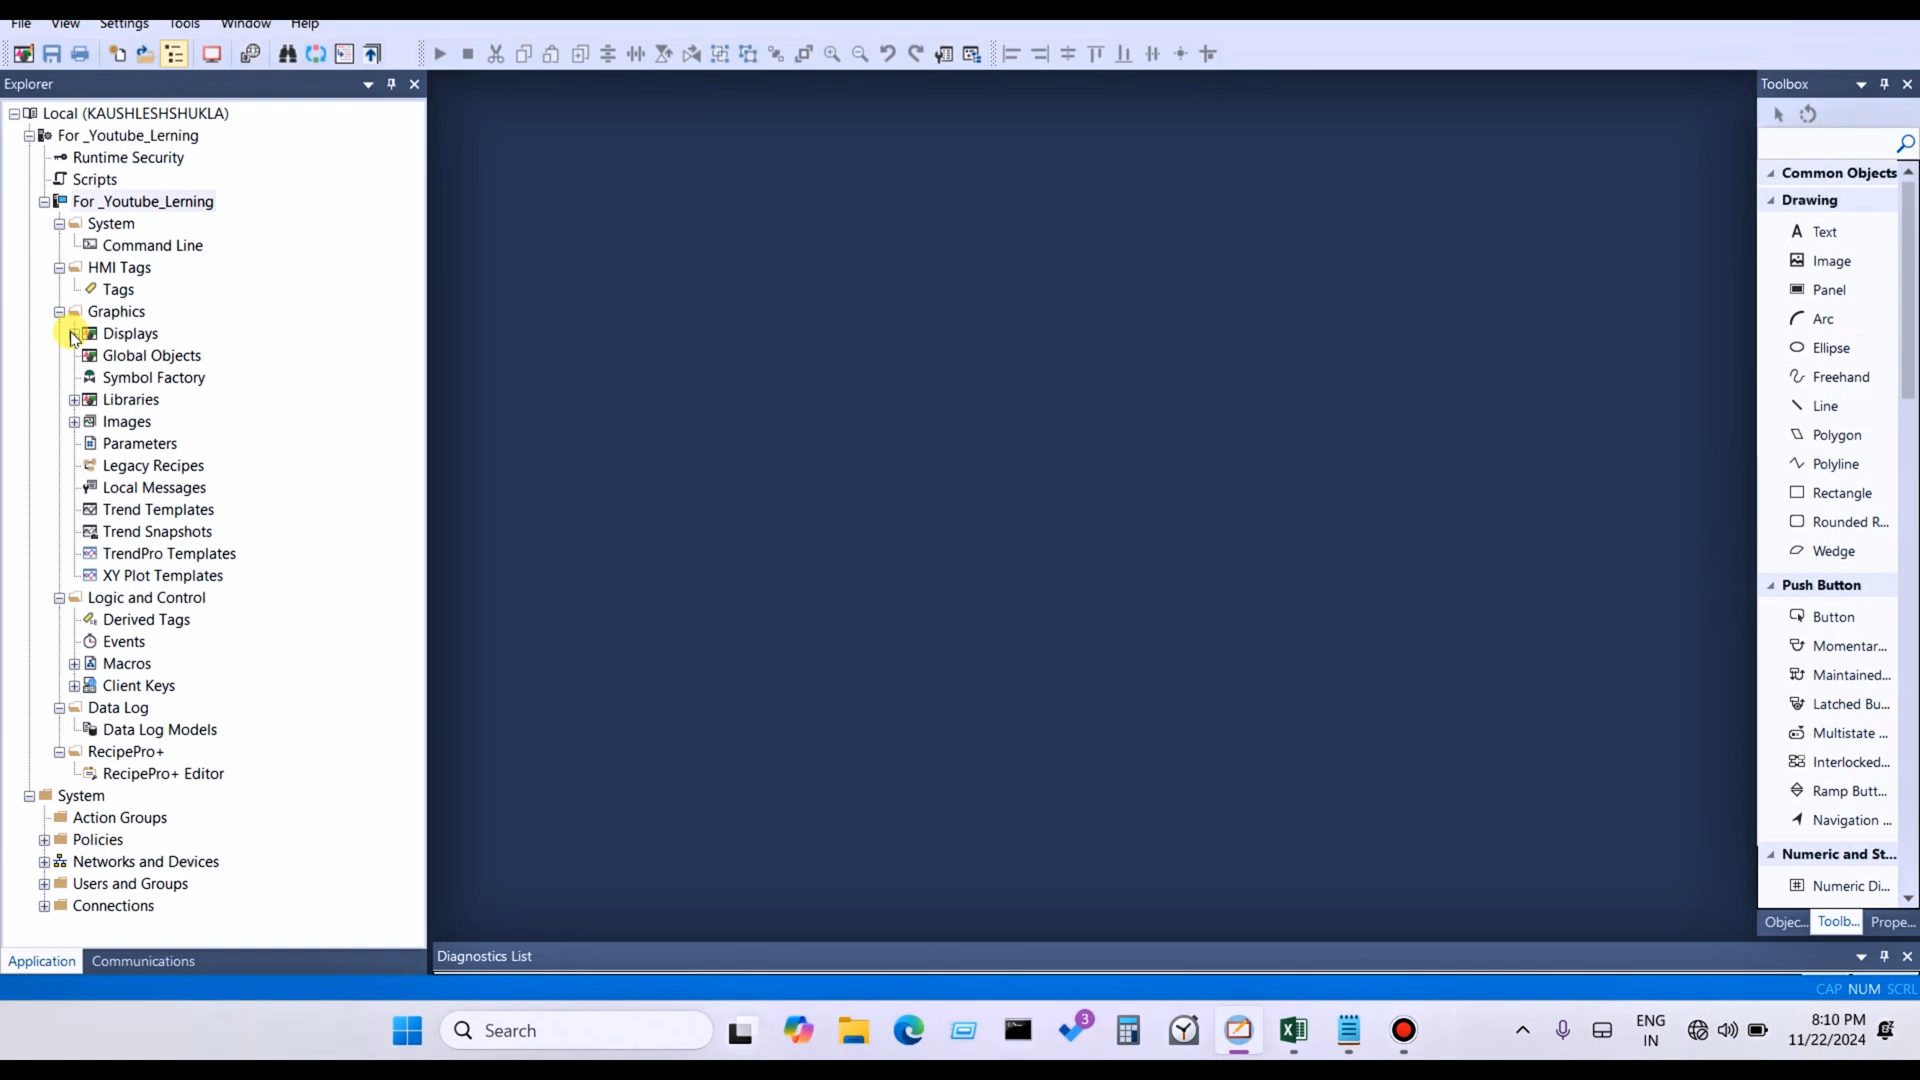 File View Settings Tools Window Help
Explorer
Toolbox
Local (KAUSHLESHSHUKLA)
For _Youtube_Lerning
Runtime Security
Scripts
For _Youtube_Lerning
System
Command Line
HMI Tags
Tags
Graphics
Displays
Global Objects
Symbol Factory
Libraries
Images
Parameters
Legacy Recipes
Local Messages
Trend Templates
Trend Snapshots
TrendPro Templates
XY Plot Templates
Logic and Control
Derived Tags
Events
Macros
Client Keys
Data Log
Data Log Models
RecipePro+
RecipePro+ Editor
System
Action Groups
Policies
Networks and Devices
Users and Groups
Connections
Application Communications
Common Objects
Drawing
Text
Image
Panel
Arc
Ellipse
Freehand
Line
Polygon
Polyline
Rectangle
Rounded R...
Wedge
Push Button
Button
Momentar...
Maintained...
Latched Bu...
Multistate ...
Interlocked...
Ramp Butt...
Navigation ...
Numeric and St...
Numeric Di...
Objec... Toolb... Prope...
Diagnostics List
CAP NUM SCRL
Search
3
ENG
IN
8:10 PM
11/22/2024